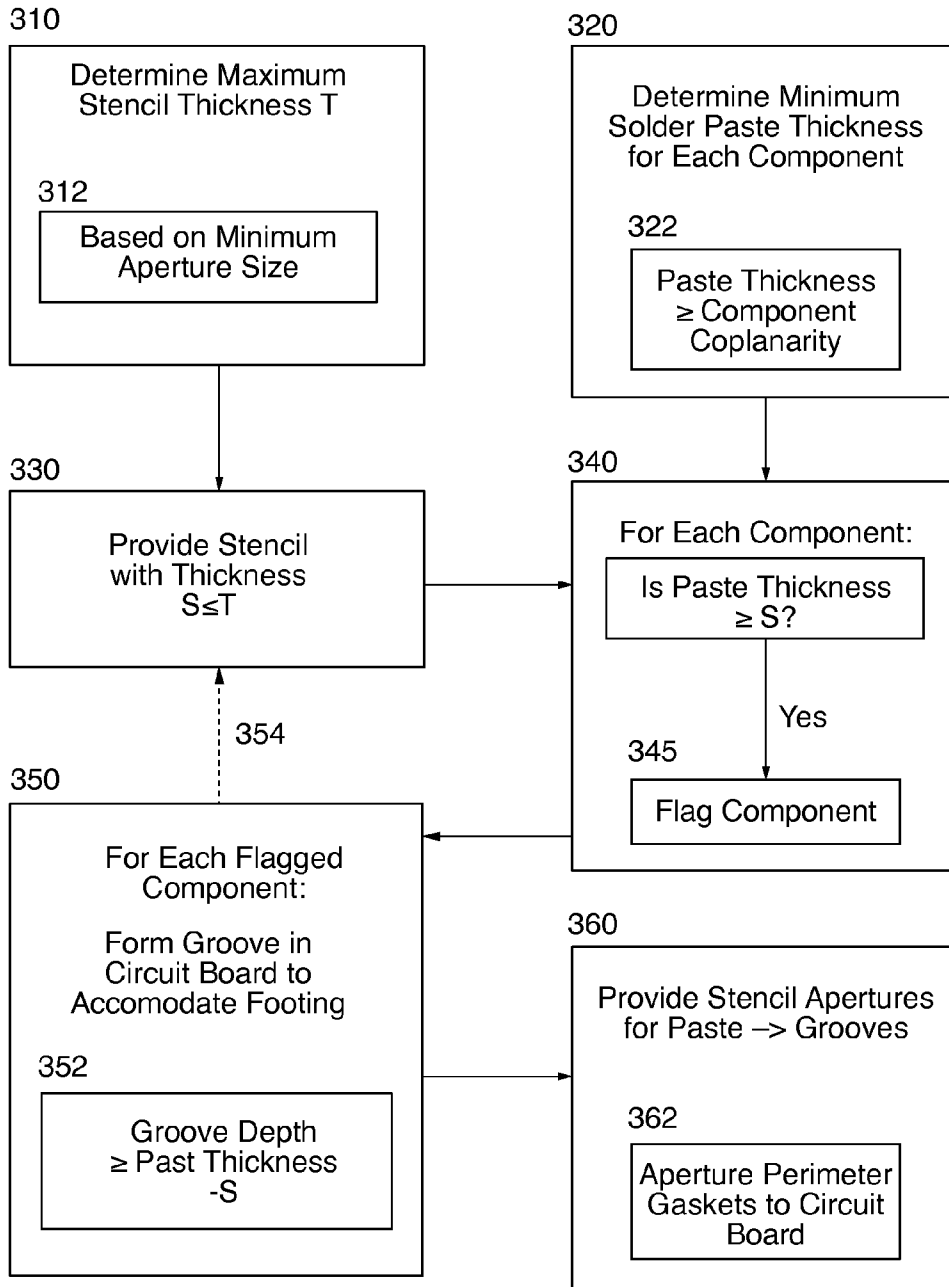 310
Determine Maximum
Stencil Thickness T
312
Based on Minimum
Aperture Size
320
Determine Minimum
Solder Paste Thickness
for Each Component
322
Paste Thickness
≥ Component
Coplanarity
330
Provide Stencil
with Thickness
S≤T
340
For Each Component:
Is Paste Thickness
≥ S?
Yes
345
Flag Component
354
350
For Each Flagged
Component:
Form Groove in
Circuit Board to
Accomodate Footing
352
Groove Depth
≥ Past Thickness
-S
360
Provide Stencil Apertures
for Paste –> Grooves
362
Aperture Perimeter
Gaskets to Circuit
Board